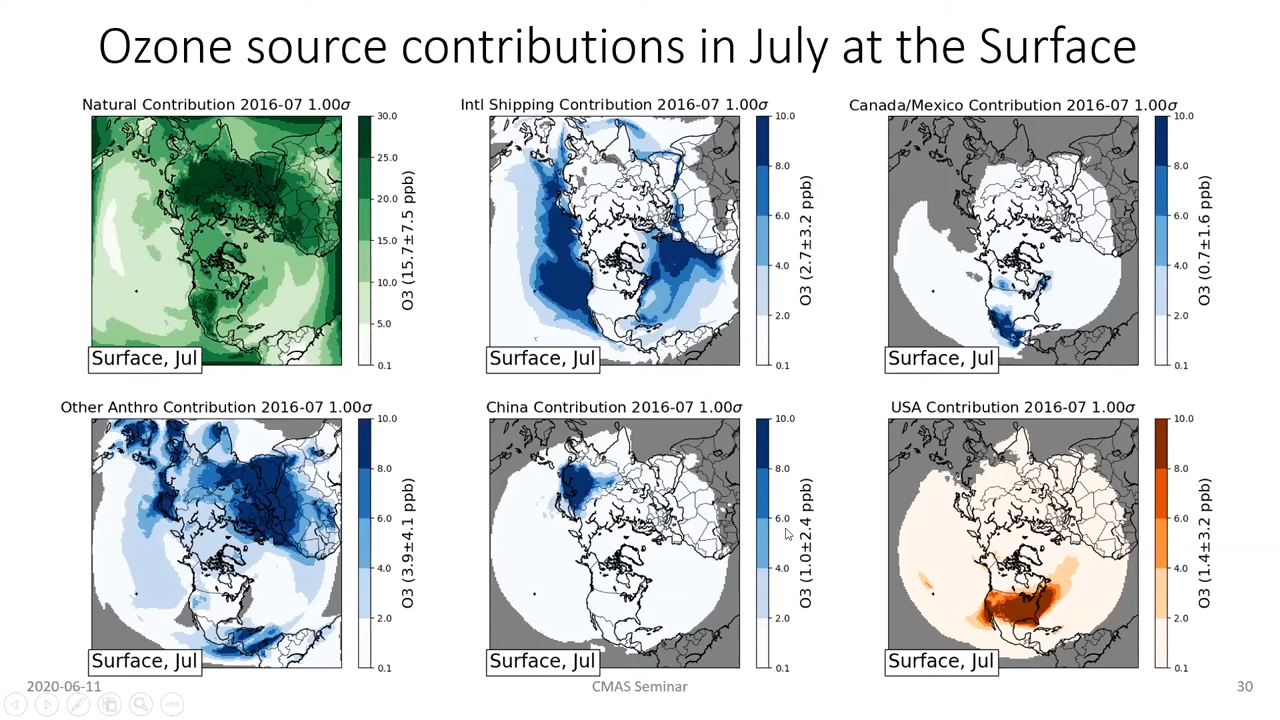 Ozone source contributions in July at the Surface
Natural Contribution 2016-07 1.00σ
30.0
25.0
20.0
15.0
10.0
5.0
0.1
O3 (15.7±7.5 ppb)
Surface, Jul
Intl Shipping Contribution 2016-07 1.00σ
10.0
8.0
6.0
4.0
2.0
0.1
O3 (2.7±3.2 ppb)
Surface, Jul
Canada/Mexico Contribution 2016-07 1.00σ
10.0
8.0
6.0
4.0
2.0
0.1
O3 (0.7±1.6 ppb)
Surface, Jul
Other Anthro Contribution 2016-07 1.00σ
10.0
8.0
6.0
4.0
2.0
0.1
O3 (3.9±4.1 ppb)
Surface, Jul
China Contribution 2016-07 1.00σ
10.0
8.0
6.0
4.0
2.0
0.1
O3 (1.0±2.4 ppb)
Surface, Jul
USA Contribution 2016-07 1.00σ
10.0
8.0
6.0
4.0
2.0
0.1
O3 (1.4±3.2 ppb)
Surface, Jul
2020-06-11
CMAS Seminar
30